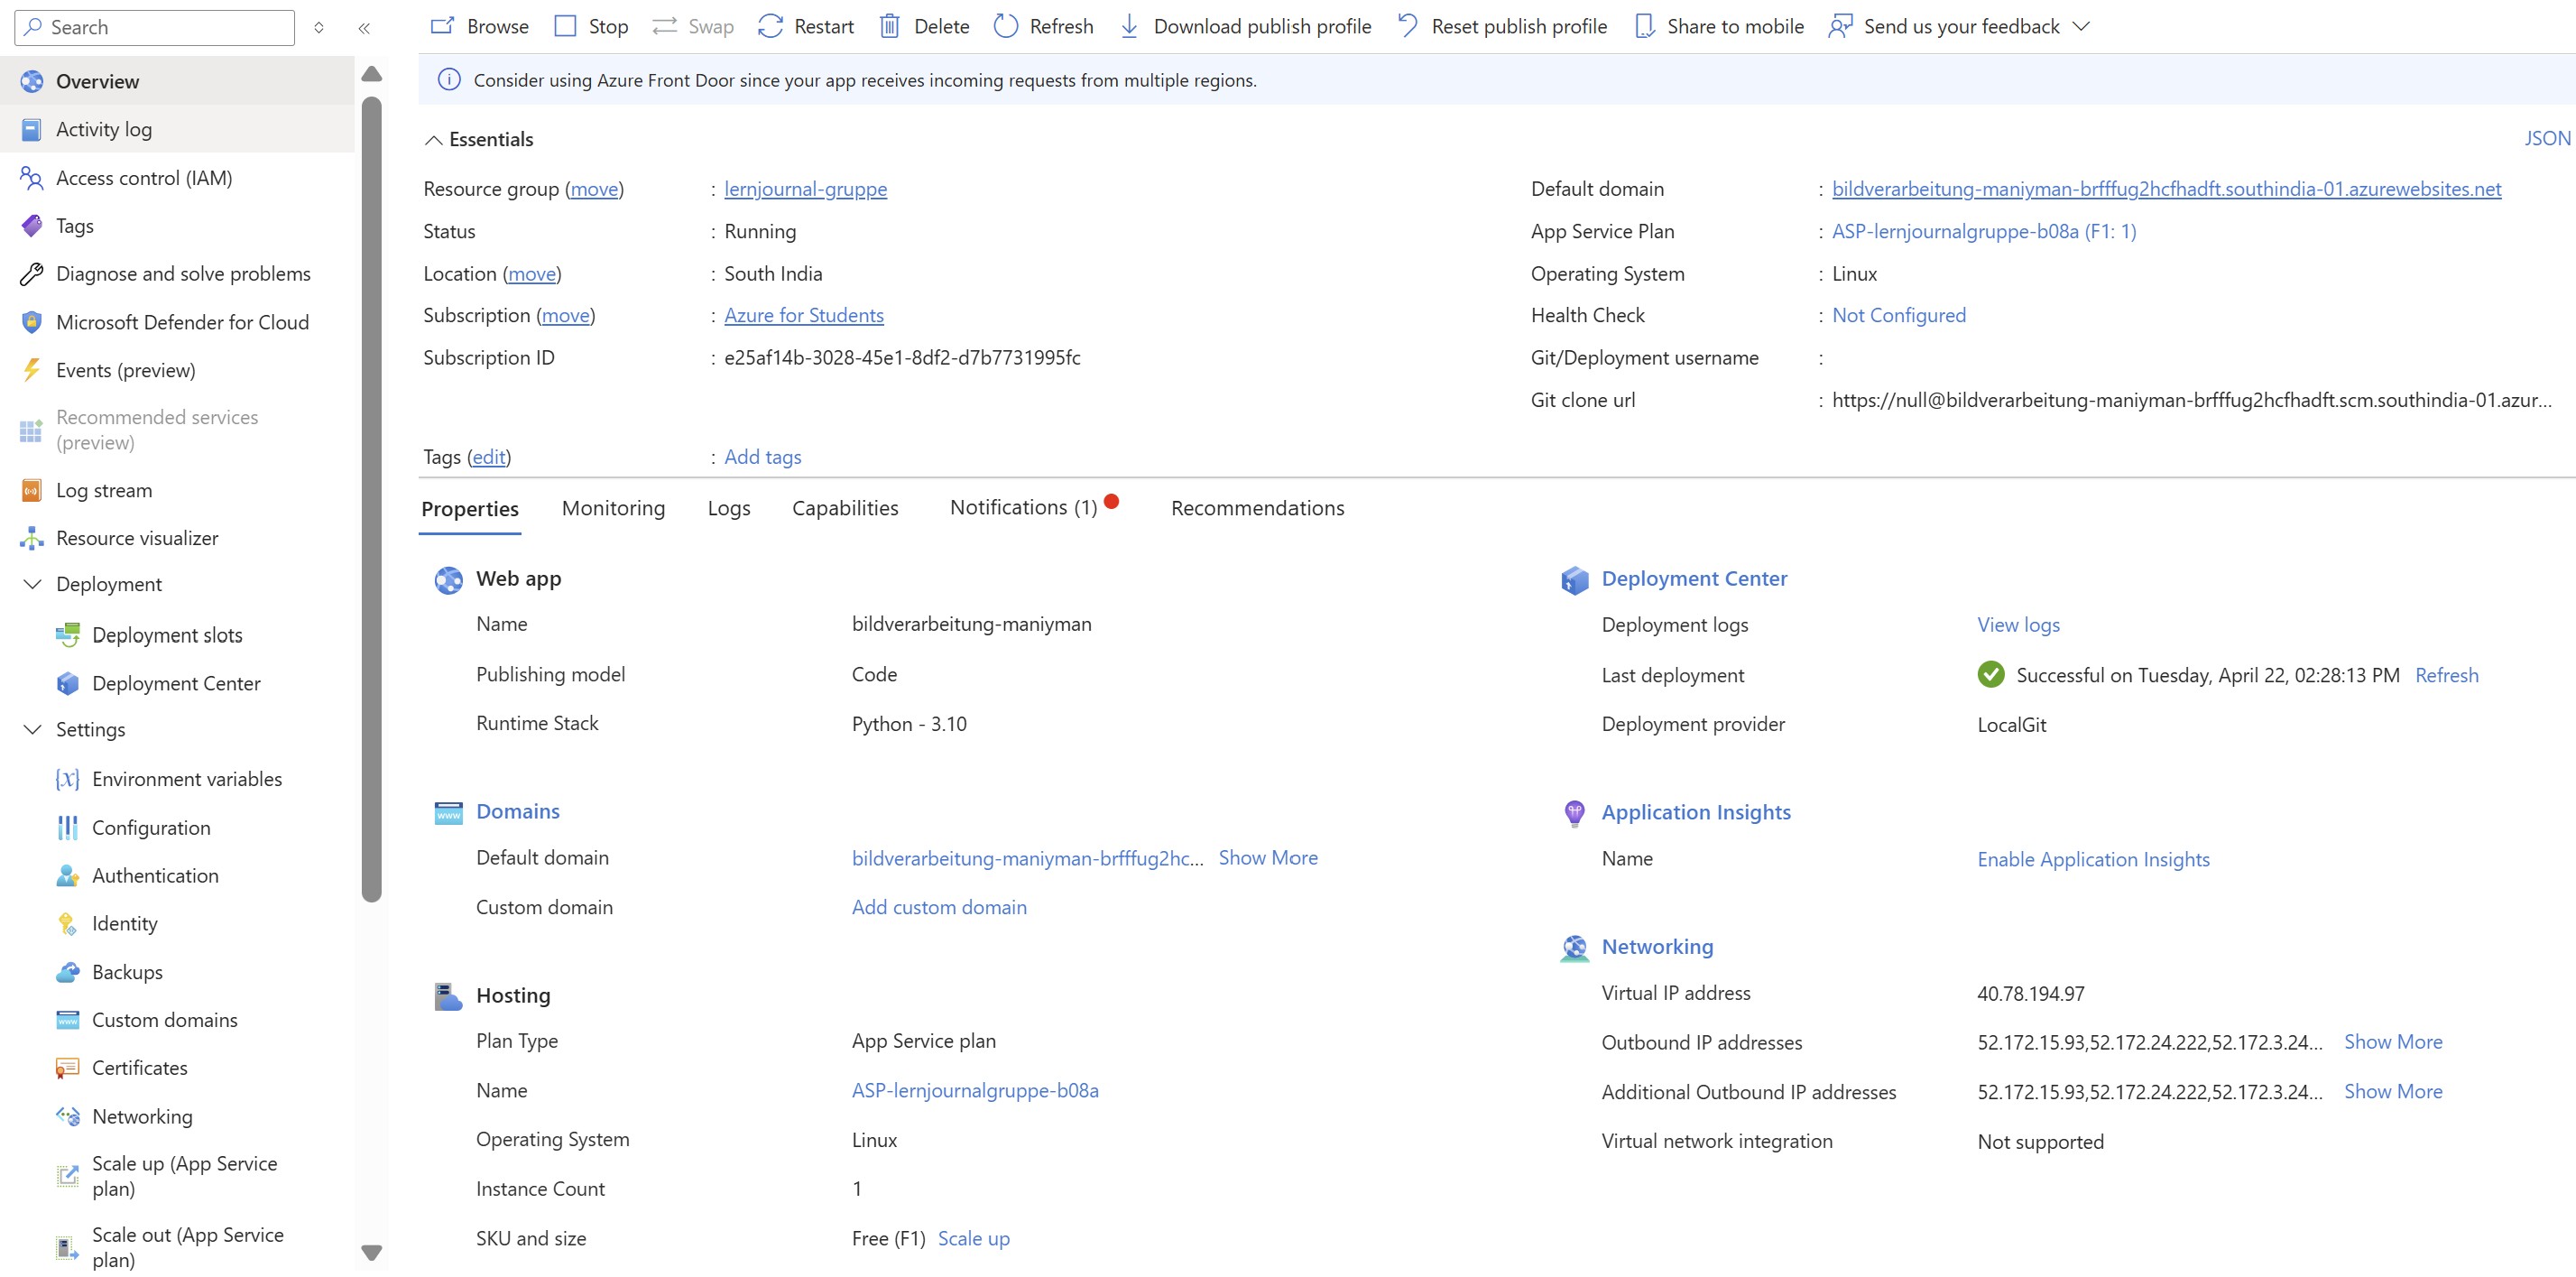 Search
Browse Stop Swap Restart Delete Refresh Download publish profile Reset publish profile Share to mobile Send us your feedback
Overview
Activity log
Access control (IAM)
Tags
Diagnose and solve problems
Microsoft Defender for Cloud
Events (preview)
Recommended services
(preview)
Log stream
Resource visualizer
Deployment
Deployment slots
Deployment Center
Settings
Environment variables
Configuration
Authentication
Identity
Backups
Custom domains
Certificates
Networking
Scale up (App Service
plan)
Scale out (App Service
plan)
Consider using Azure Front Door since your app receives incoming requests from multiple regions.
Essentials
JSON
Resource group (move) : lernjournal-gruppe
Status : Running
Location (move) : South India
Subscription (move) : Azure for Students
Subscription ID : e25af14b-3028-45e1-8df2-d7b7731995fc
Default domain : bildverarbeitung-maniyman-brfffug2hcfhadft.southindia-01.azurewebsites.net
App Service Plan : ASP-lernjournalgruppe-b08a (F1: 1)
Operating System : Linux
Health Check : Not Configured
Git/Deployment username :
Git clone url : https://null@bildverarbeitung-maniyman-brfffug2hcfhadft.scm.southindia-01.azur...
Tags (edit) : Add tags
Properties Monitoring Logs Capabilities Notifications (1) Recommendations
Web app
Name bildverarbeitung-maniyman
Publishing model Code
Runtime Stack Python - 3.10
Domains
Default domain bildverarbeitung-maniyman-brfffug2hc... Show More
Custom domain Add custom domain
Hosting
Plan Type App Service plan
Name ASP-lernjournalgruppe-b08a
Operating System Linux
Instance Count 1
SKU and size Free (F1) Scale up
Deployment Center
Deployment logs View logs
Last deployment Successful on Tuesday, April 22, 02:28:13 PM Refresh
Deployment provider LocalGit
Application Insights
Name Enable Application Insights
Networking
Virtual IP address 40.78.194.97
Outbound IP addresses 52.172.15.93,52.172.24.222,52.172.3.24... Show More
Additional Outbound IP addresses 52.172.15.93,52.172.24.222,52.172.3.24... Show More
Virtual network integration Not supported